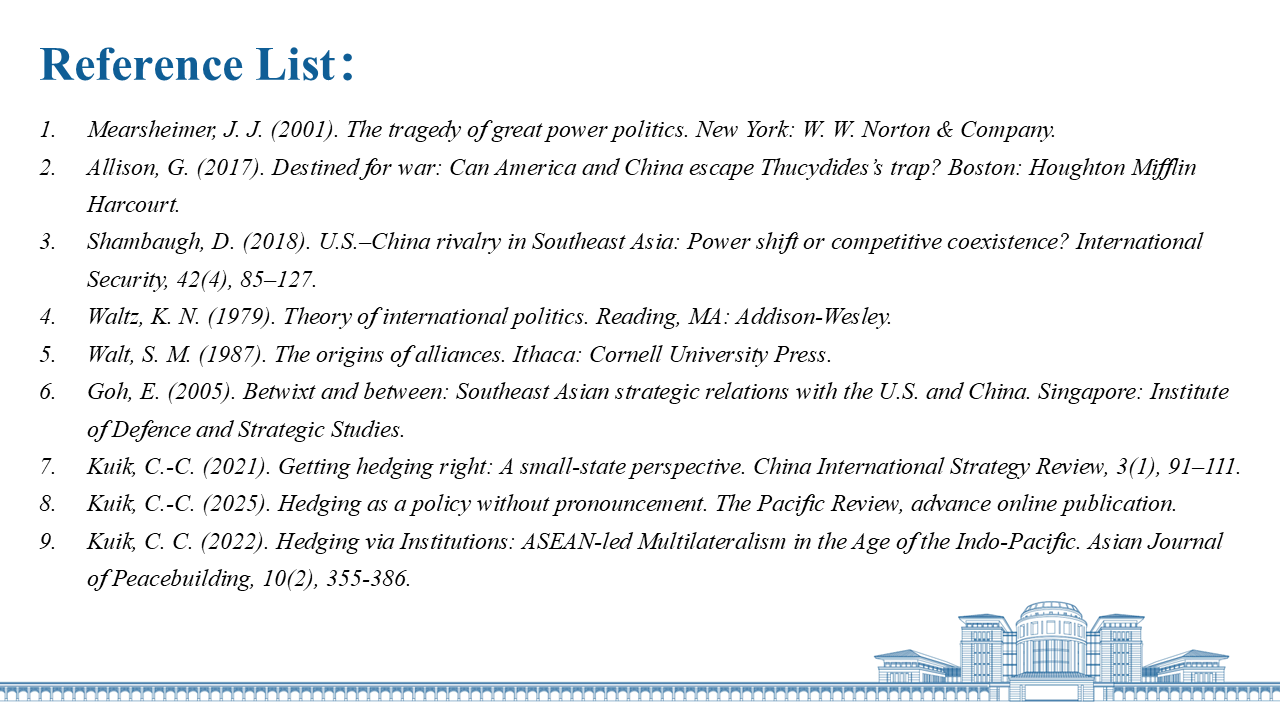 Reference List:
1. Mearsheimer, J. J. (2001). The tragedy of great power politics. New York: W. W. Norton & Company.
2. Allison, G. (2017). Destined for war: Can America and China escape Thucydides’s trap? Boston: Houghton Mifflin
Harcourt.
3. Shambaugh, D. (2018). U.S.–China rivalry in Southeast Asia: Power shift or competitive coexistence? International
Security, 42(4), 85–127.
4. Waltz, K. N. (1979). Theory of international politics. Reading, MA: Addison-Wesley.
5. Walt, S. M. (1987). The origins of alliances. Ithaca: Cornell University Press.
6. Goh, E. (2005). Betwixt and between: Southeast Asian strategic relations with the U.S. and China. Singapore: Institute
of Defence and Strategic Studies.
7. Kuik, C.-C. (2021). Getting hedging right: A small-state perspective. China International Strategy Review, 3(1), 91–111.
8. Kuik, C.-C. (2025). Hedging as a policy without pronouncement. The Pacific Review, advance online publication.
9. Kuik, C. C. (2022). Hedging via Institutions: ASEAN-led Multilateralism in the Age of the Indo-Pacific. Asian Journal
of Peacebuilding, 10(2), 355-386.